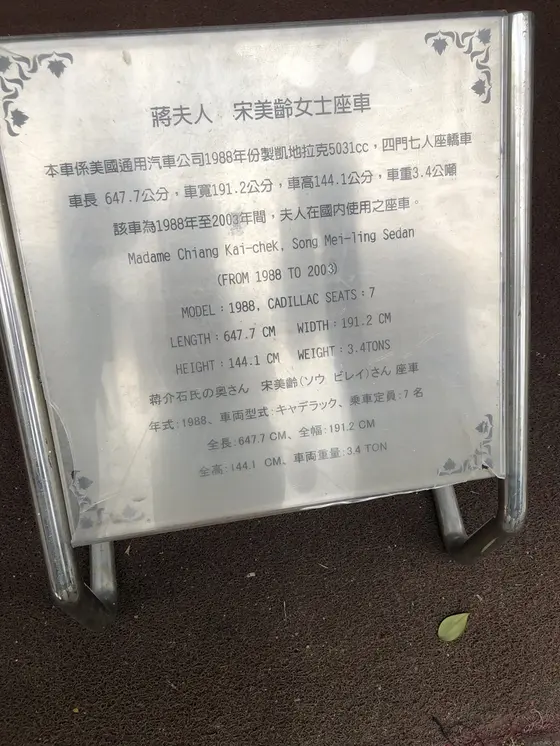 蔣夫人 宋美齡女士座車
本車係美國通用汽車公司1988年份製凱地拉克5031cc，四門七人座轎車
車長 647.7公分，車寬191.2公分，車高144.1公分，車重3.4公噸
該車為1988年至2003年間，夫人在國內使用之座車。
Madame Chiang Kai-chek, Song Mei-ling Sedan
(FROM 1988 TO 2003)
MODEL：1988, CADILLAC SEATS：7
LENGTH：647.7 CM WIDTH：191.2 CM
HEIGHT：144.1 CM WEIGHT：3.4TONS
蒋介石氏の奥さん 宋美齢(ソウ ビレイ)さん 座車
年式：1988、車両型式：キャデラック、乗車定員：7 名
全長：647.7 CM、全幅：191.2 CM
全高：144.1 CM、車両重量：3.4 TON